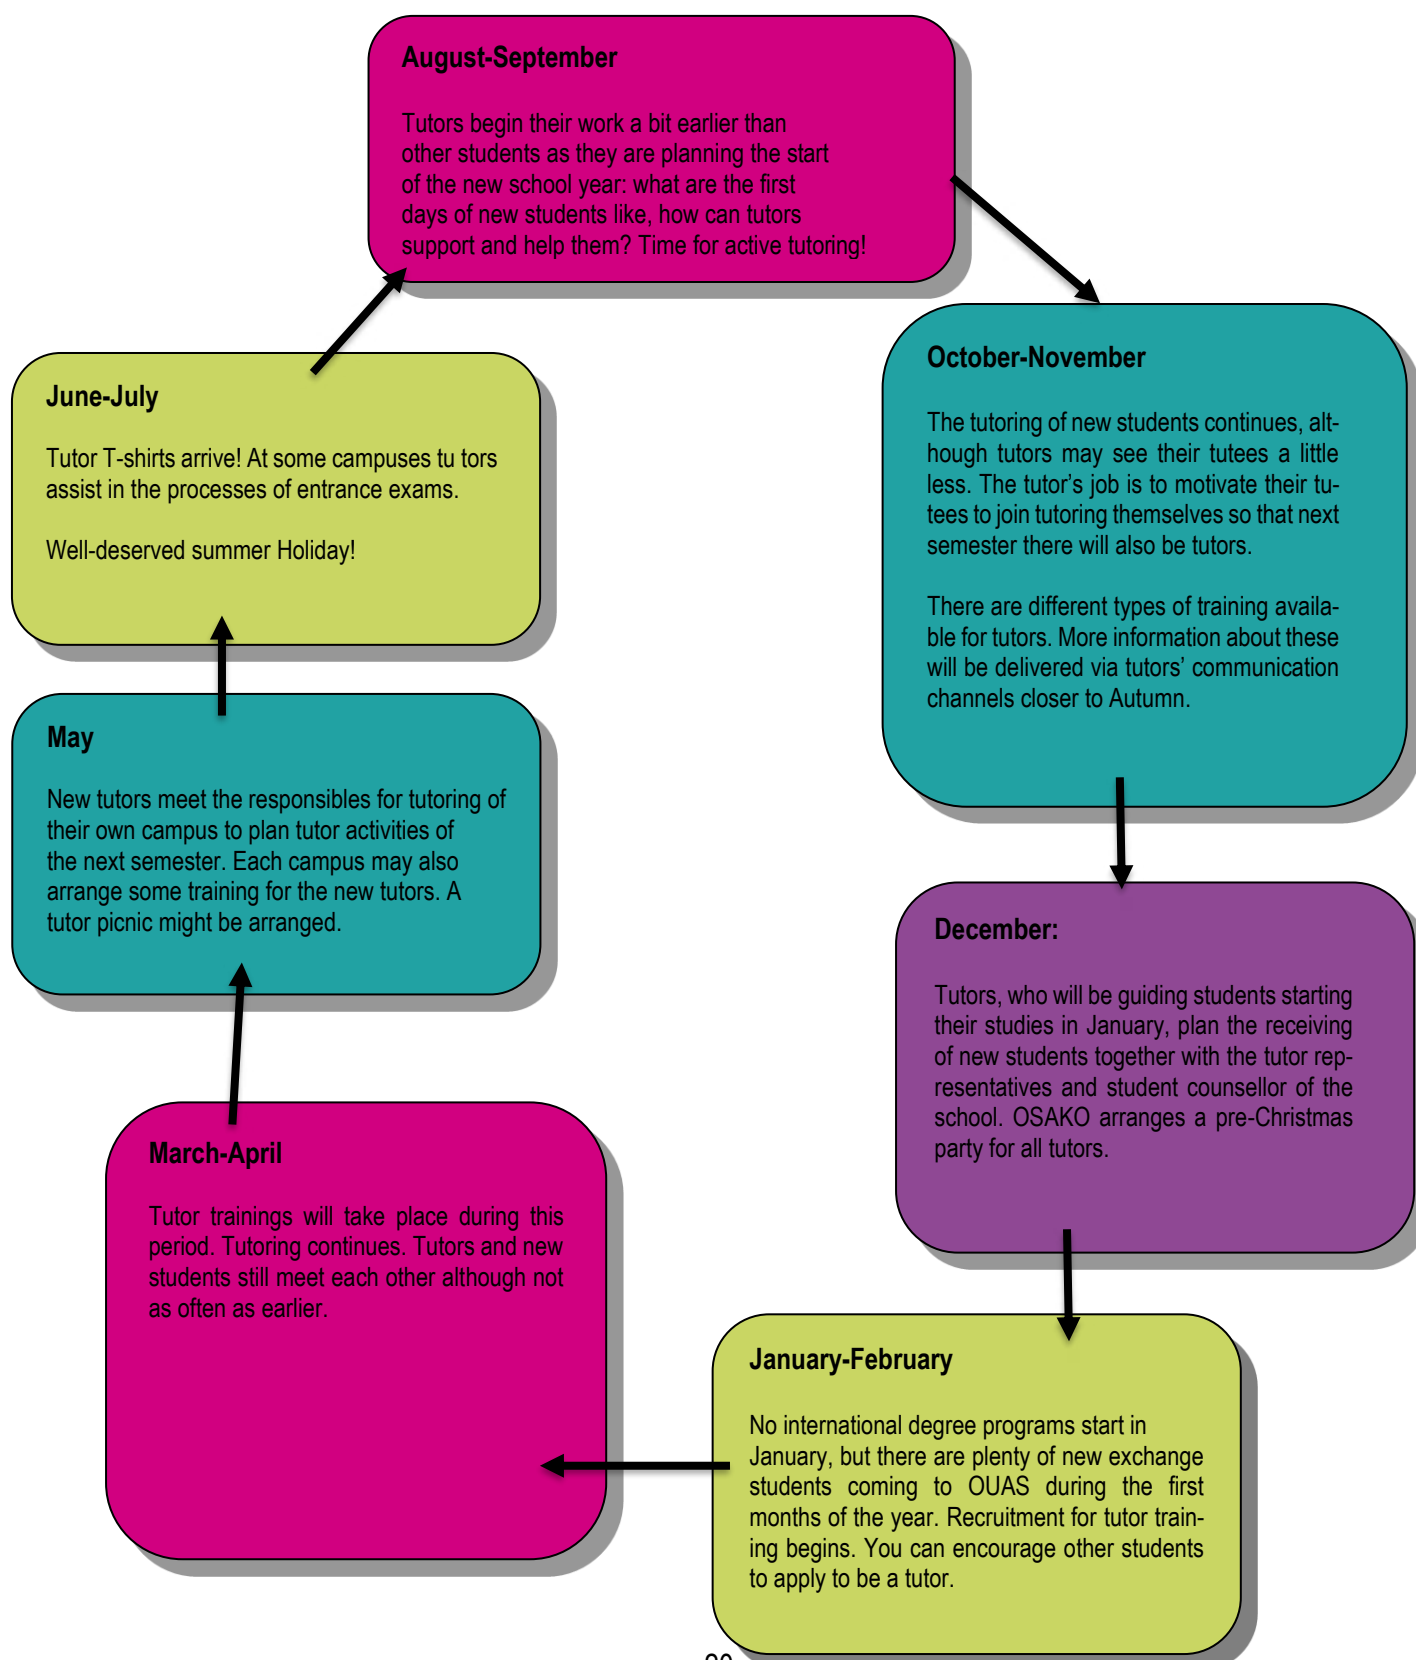 August-September
Tutors begin their work a bit earlier than
other students as they are planning the start
of the new school year: what are the first
days of new students like, how can tutors
support and help them? Time for active tutoring!
October-November
The tutoring of new students continues, alt-
hough tutors may see their tutees a little
less. The tutor’s job is to motivate their tu-
tees to join tutoring themselves so that next
semester there will also be tutors.
There are different types of training availa-
ble for tutors. More information about these
will be delivered via tutors’ communication
channels closer to Autumn.
December:
Tutors, who will be guiding students starting
their studies in January, plan the receiving
of new students together with the tutor rep-
resentatives and student counsellor of the
school. OSAKO arranges a pre-Christmas
party for all tutors.
January-February
No international degree programs start in
January, but there are plenty of new exchange
students coming to OUAS during the first
months of the year. Recruitment for tutor train-
ing begins. You can encourage other students
to apply to be a tutor.
March-April
Tutor trainings will take place during this
period. Tutoring continues. Tutors and new
students still meet each other although not
as often as earlier.
May
New tutors meet the responsibles for tutoring of
their own campus to plan tutor activities of
the next semester. Each campus may also
arrange some training for the new tutors. A
tutor picnic might be arranged.
June-July
Tutor T-shirts arrive! At some campuses tu tors
assist in the processes of entrance exams.
Well-deserved summer Holiday!